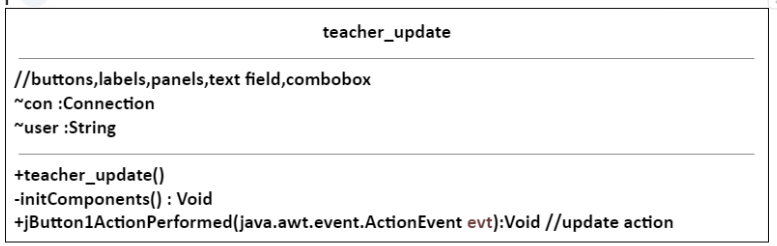 teacher_update
//buttons,labels,panels,text field,combobox
~con :Connection
~user :String
+teacher_update()
-initComponents() : Void
+jButton1ActionPerformed(java.awt.event.ActionEvent evt):Void //update action